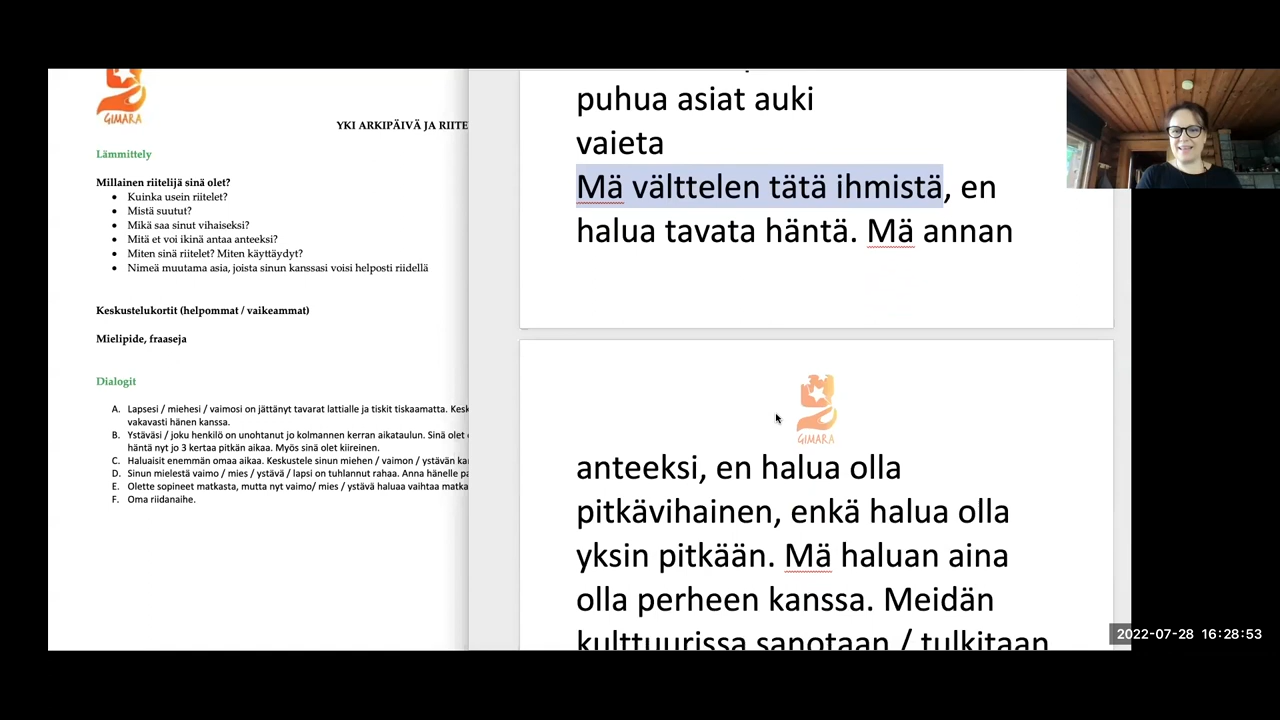 GIMARA
YKI ARKIPÄIVÄ JA RIITE
Lämmittely
Millainen riitelijä sinä olet?
• Kuinka usein riitelet?
• Mistä suutut?
• Mikä saa sinut vihaiseksi?
• Mitä et voi ikinä antaa anteeksi?
• Miten sinä riitelet? Miten käyttäydyt?
• Nimeä muutama asia, joista sinun kanssasi voisi helposti riidellä
Keskustelukortit (helpommat / vaikeammat)
Mielipide, fraaseja
Dialogit
A. Lapsesi / miehesi / vaimosi on jättänyt tavarat lattialle ja tiskit tiskaamatta. Kesk
vakavasti hänen kanssa.
B. Ystäväsi / joku henkilö on unohtanut jo kolmannen kerran aikataulun. Sinä olet
häntä nyt jo 3 kertaa pitkän aikaa. Myös sinä olet kiireinen.
C. Haluaisit enemmän omaa aikaa. Keskustele sinun miehen / vaimon / ystävän ka
D. Sinun mielestä vaimo / mies / ystävä / lapsi on tuhlannut rahaa. Anna hänelle pa
E. Olette sopineet matkasta, mutta nyt vaimo/ mies / ystävä haluaa vaihtaa matka
F. Oma riidanaihe.
puhua asiat auki
vaieta
Mä välttelen tätä ihmistä, en
halua tavata häntä. Mä annan
GIMARA
anteeksi, en halua olla
pitkävihainen, enkä halua olla
yksin pitkään. Mä haluan aina
olla perheen kanssa. Meidän
kulttuurissa sanotaan / tulkitaan
2022-07-28 16:28:53